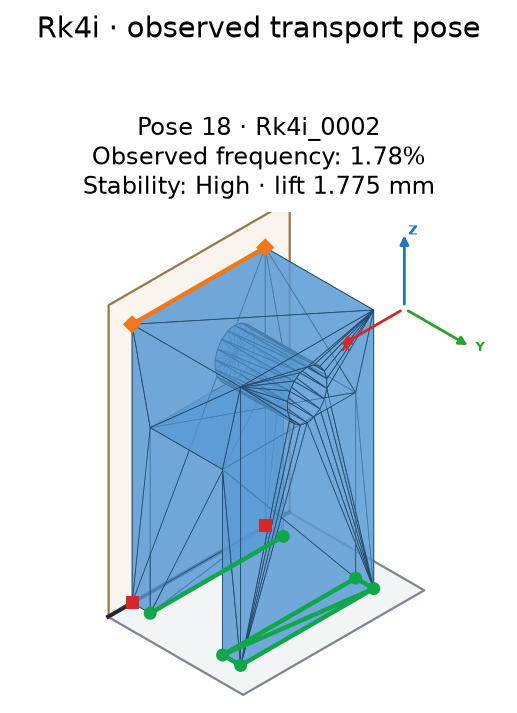 Rk4i · observed transport pose
Pose 18 · Rk4i_0002
Observed frequency: 1.78%
Stability: High · lift 1.775 mm
Z
X
Y